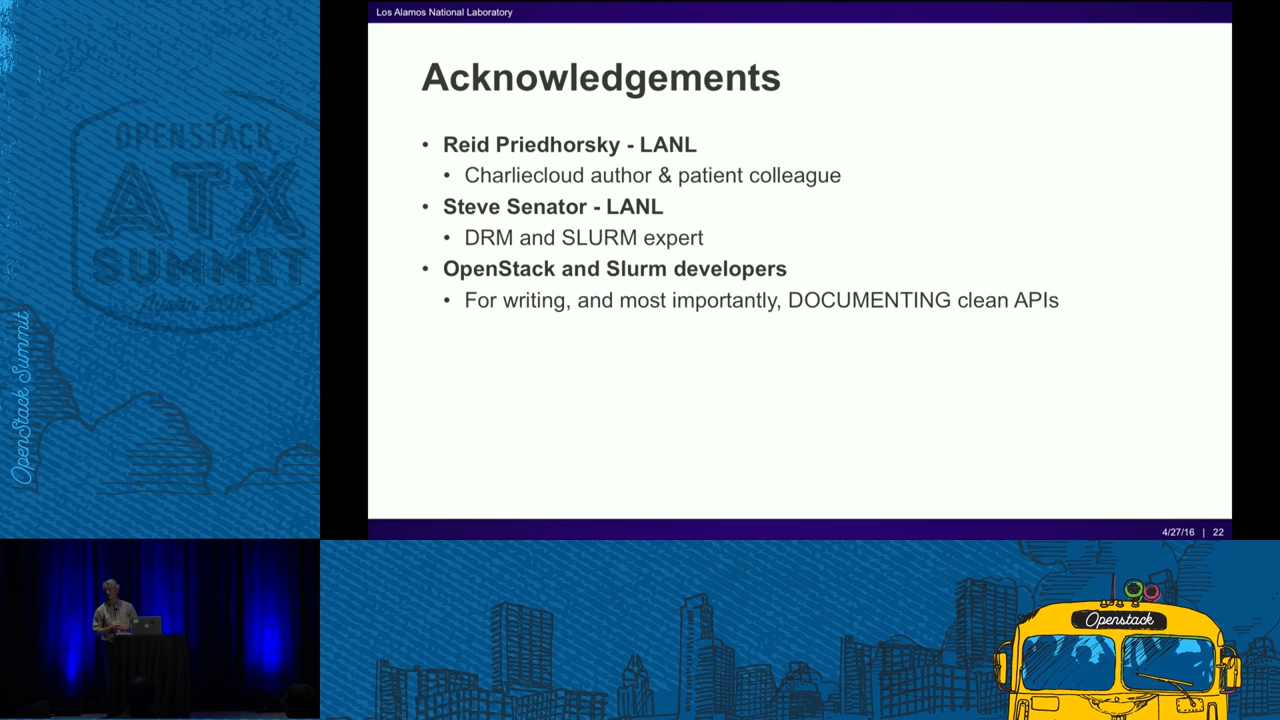 Los Alamos National Laboratory
Acknowledgements
• Reid Priedhorsky - LANL
• Charliecloud author & patient colleague
• Steve Senator - LANL
• DRM and SLURM expert
• OpenStack and Slurm developers
• For writing, and most importantly, DOCUMENTING clean APIs
4/27/16 | 22
OPENSTACK
ATX
SUMMIT
Austin 2016
OpenStack Summit
Openstack